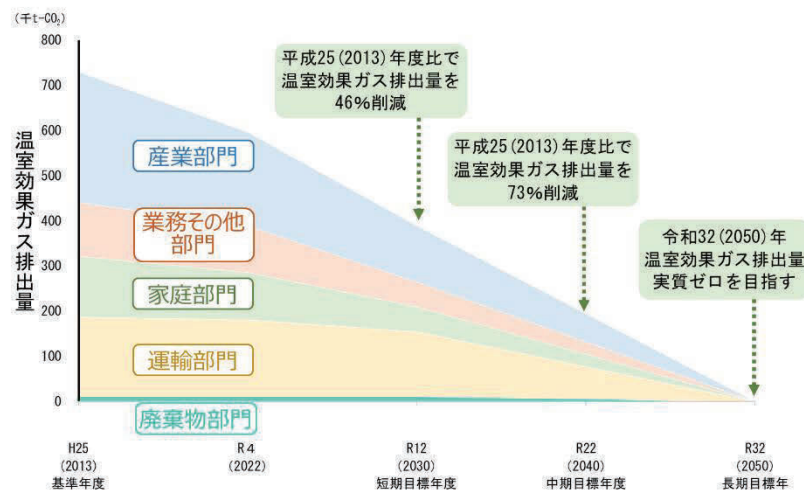 (千t-CO₂)
800
700
600
500
400
300
200
100
0
温室効果ガス排出量
産業部門
業務その他
部門
家庭部門
運輸部門
廃棄物部門
平成25(2013)年度比で
温室効果ガス排出量を
46%削減
平成25(2013)年度比で
温室効果ガス排出量を
73%削減
令和32(2050)年
温室効果ガス排出量
実質ゼロを目指す
H25
(2013)
基準年度
R4
(2022)
R12
(2030)
短期目標年度
R22
(2040)
中期目標年度
R32
(2050)
長期目標年